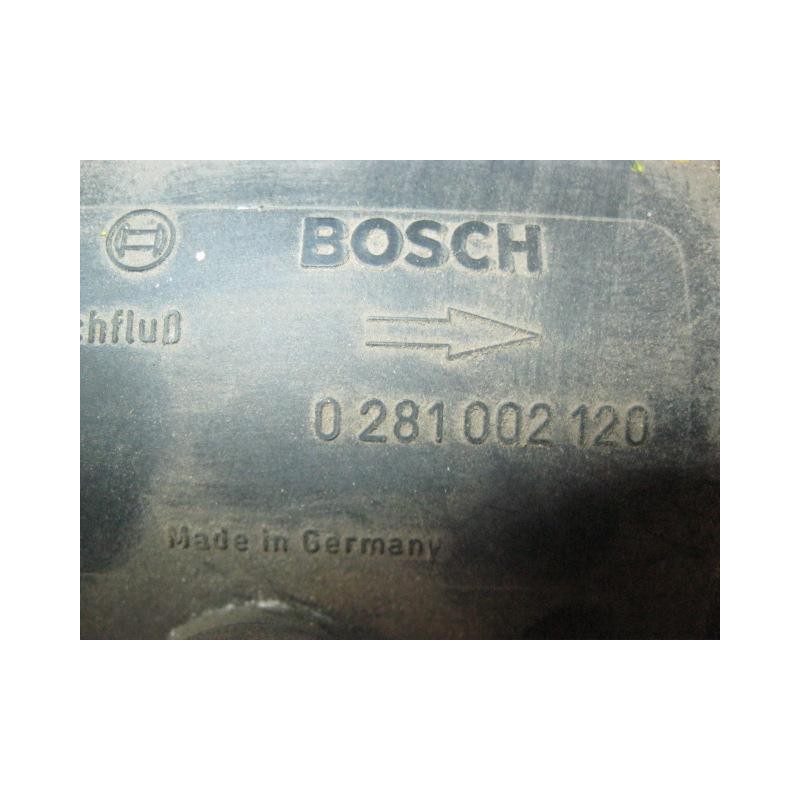 BOSCH
chfluß
0 281 002 120
Made in Germany